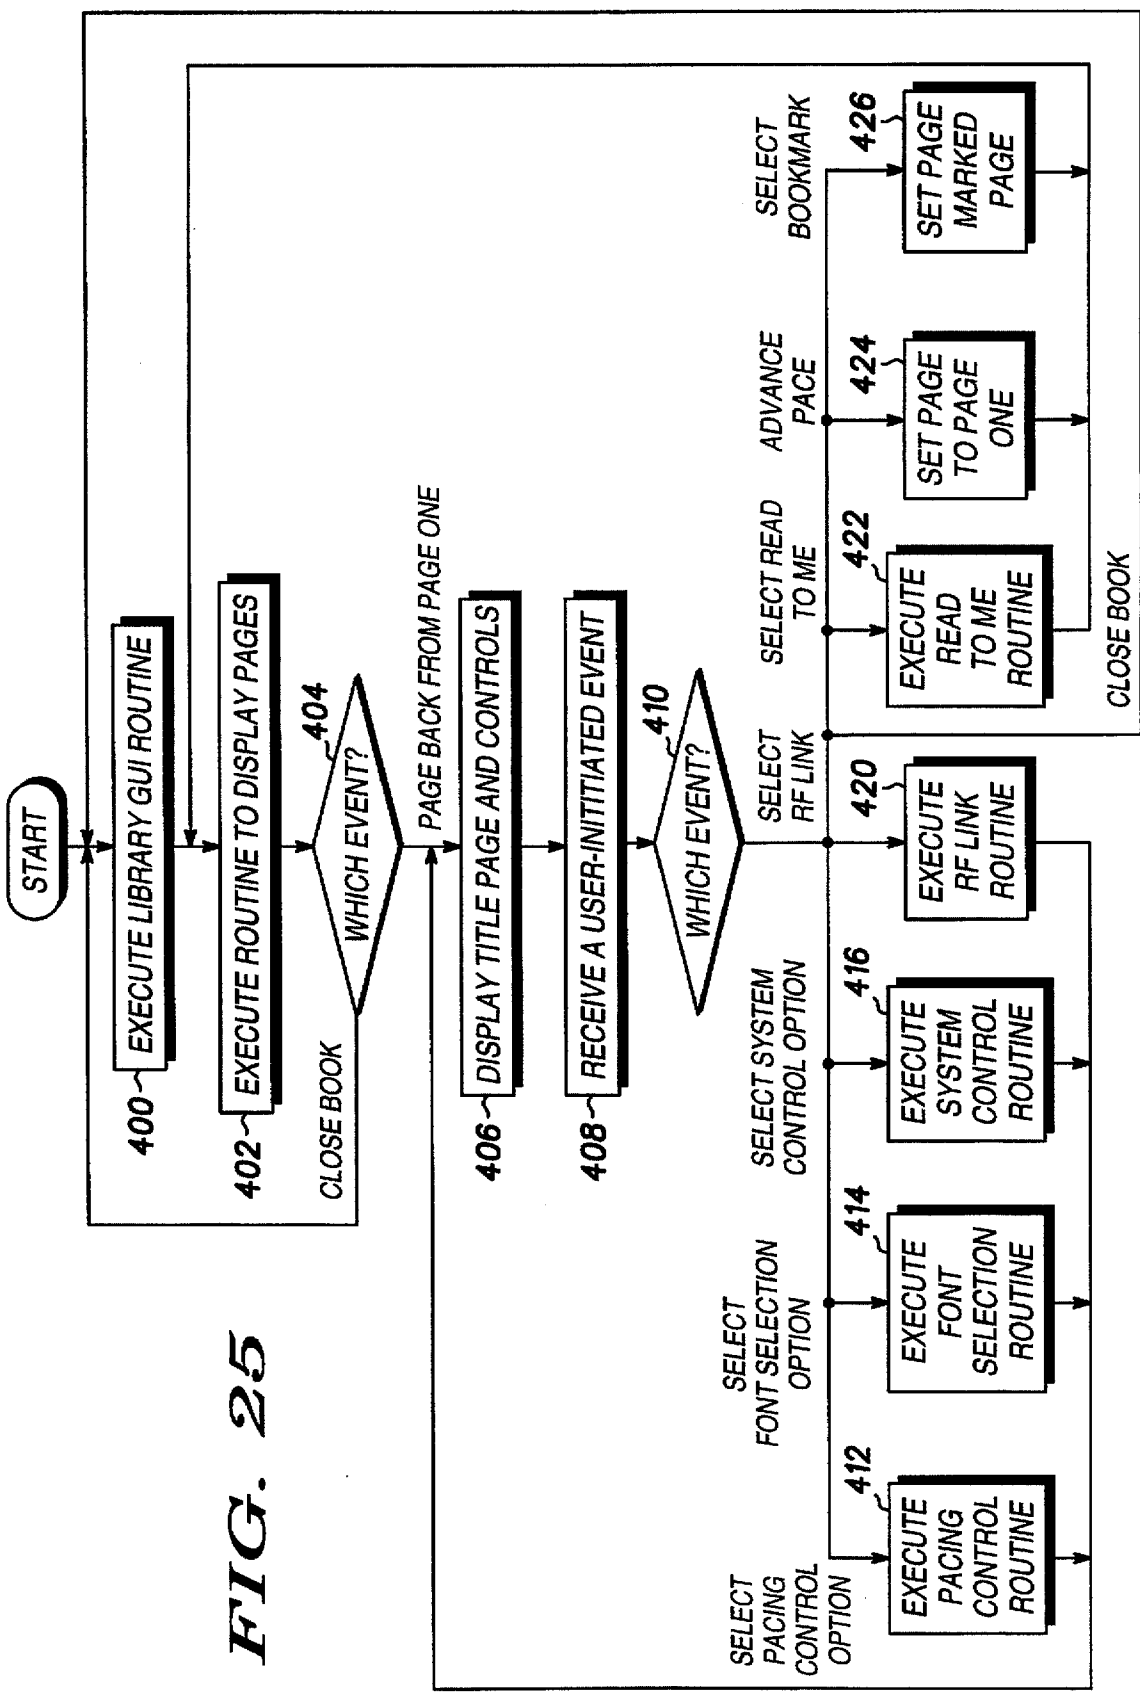 FIG. 25
START
400
EXECUTE LIBRARY GUI ROUTINE
402
EXECUTE ROUTINE TO DISPLAY PAGES
404
WHICH EVENT?
CLOSE BOOK
PAGE BACK FROM PAGE ONE
406
DISPLAY TITLE PAGE AND CONTROLS
408
RECEIVE A USER-INITIATED EVENT
410
WHICH EVENT?
SELECT
PACING
CONTROL
OPTION
SELECT
FONT SELECTION
OPTION
SELECT SYSTEM
CONTROL OPTION
SELECT
RF LINK
SELECT READ
TO ME
ADVANCE
PACE
SELECT
BOOKMARK
412
EXECUTE
PACING
CONTROL
ROUTINE
414
EXECUTE
FONT
SELECTION
ROUTINE
416
EXECUTE
SYSTEM
CONTROL
ROUTINE
420
EXECUTE
RF LINK
ROUTINE
422
EXECUTE
READ
TO ME
ROUTINE
424
SET PAGE
TO PAGE
ONE
426
SET PAGE
MARKED
PAGE
CLOSE BOOK